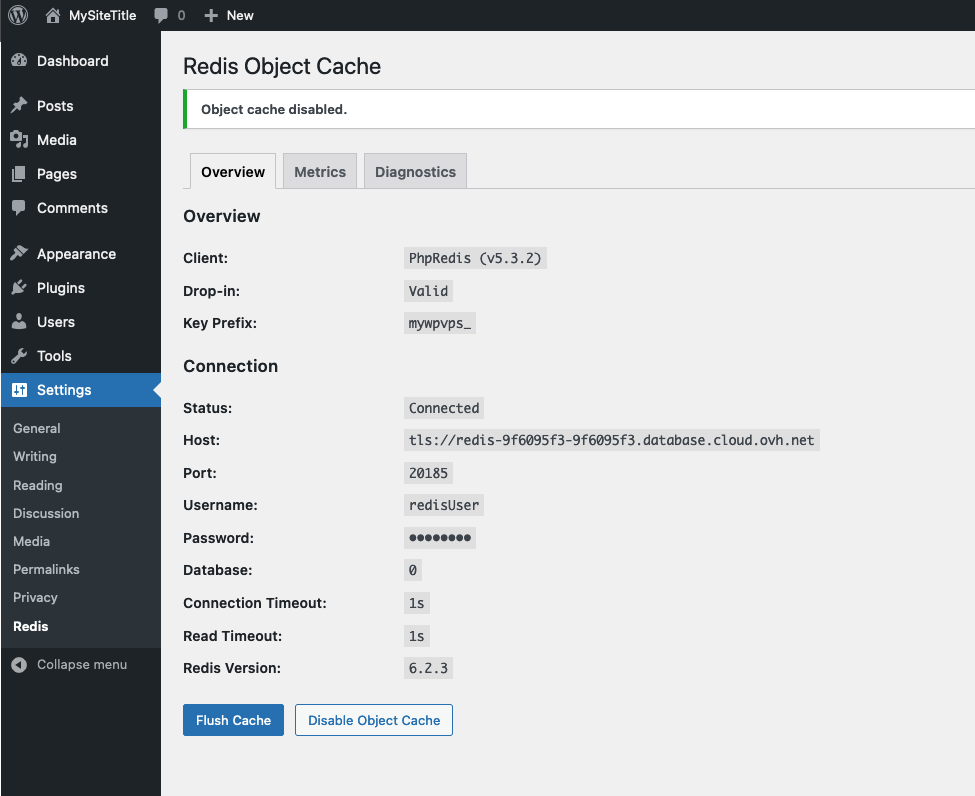 MySiteTitle 0 New
Dashboard
Posts
Media
Pages
Comments
Appearance
Plugins
Users
Tools
Settings
General
Writing
Reading
Discussion
Media
Permalinks
Privacy
Redis
Collapse menu
Redis Object Cache
Object cache disabled.
Overview Metrics Diagnostics
Overview
Client: PhpRedis (v5.3.2)
Drop-in: Valid
Key Prefix: mywpvps_
Connection
Status: Connected
Host: tls://redis-9f6095f3-9f6095f3.database.cloud.ovh.net
Port: 20185
Username: redisUser
Password: ●●●●●●●●
Database: 0
Connection Timeout: 1s
Read Timeout: 1s
Redis Version: 6.2.3
Flush Cache Disable Object Cache